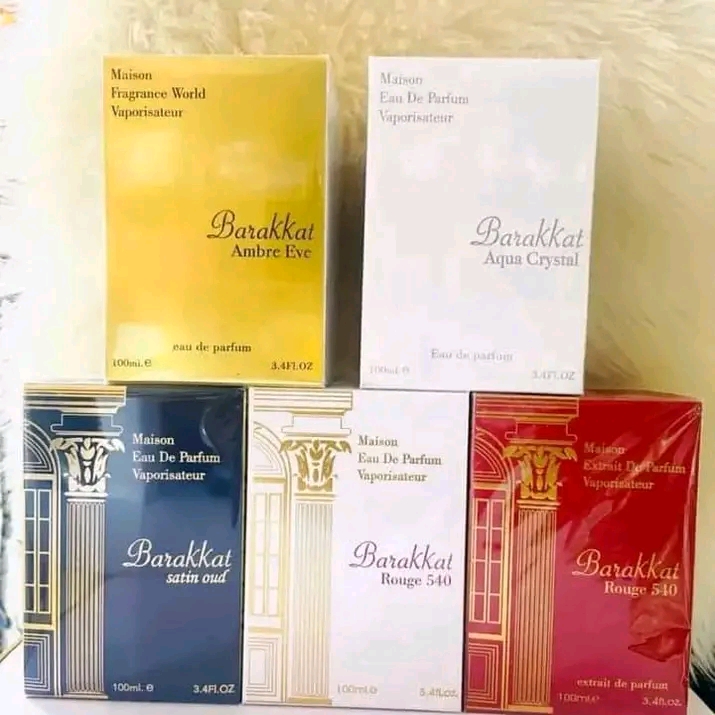 Maison
Fragrance World
Vaporisateur
Barakkat
Ambre Eve
eau de parfum
100ml.e
3.4Fl.OZ
Maison
Eau De Parfum
Vaporisateur
Barakkat
Aqua Crystal
Eau de parfum
100ml.e
3.4Fl.OZ
Maison
Eau De Parfum
Vaporisateur
Barakkat
satin oud
100ml.e
3.4Fl.OZ
Maison
Eau De Parfum
Vaporisateur
Barakkat
Rouge 540
100ml.e
3.4fl.oz.
Maison
Extrait De Parfum
Vaporisateur
Barakkat
Rouge 540
extrait de parfum
100ml.e
3.4fl.oz.